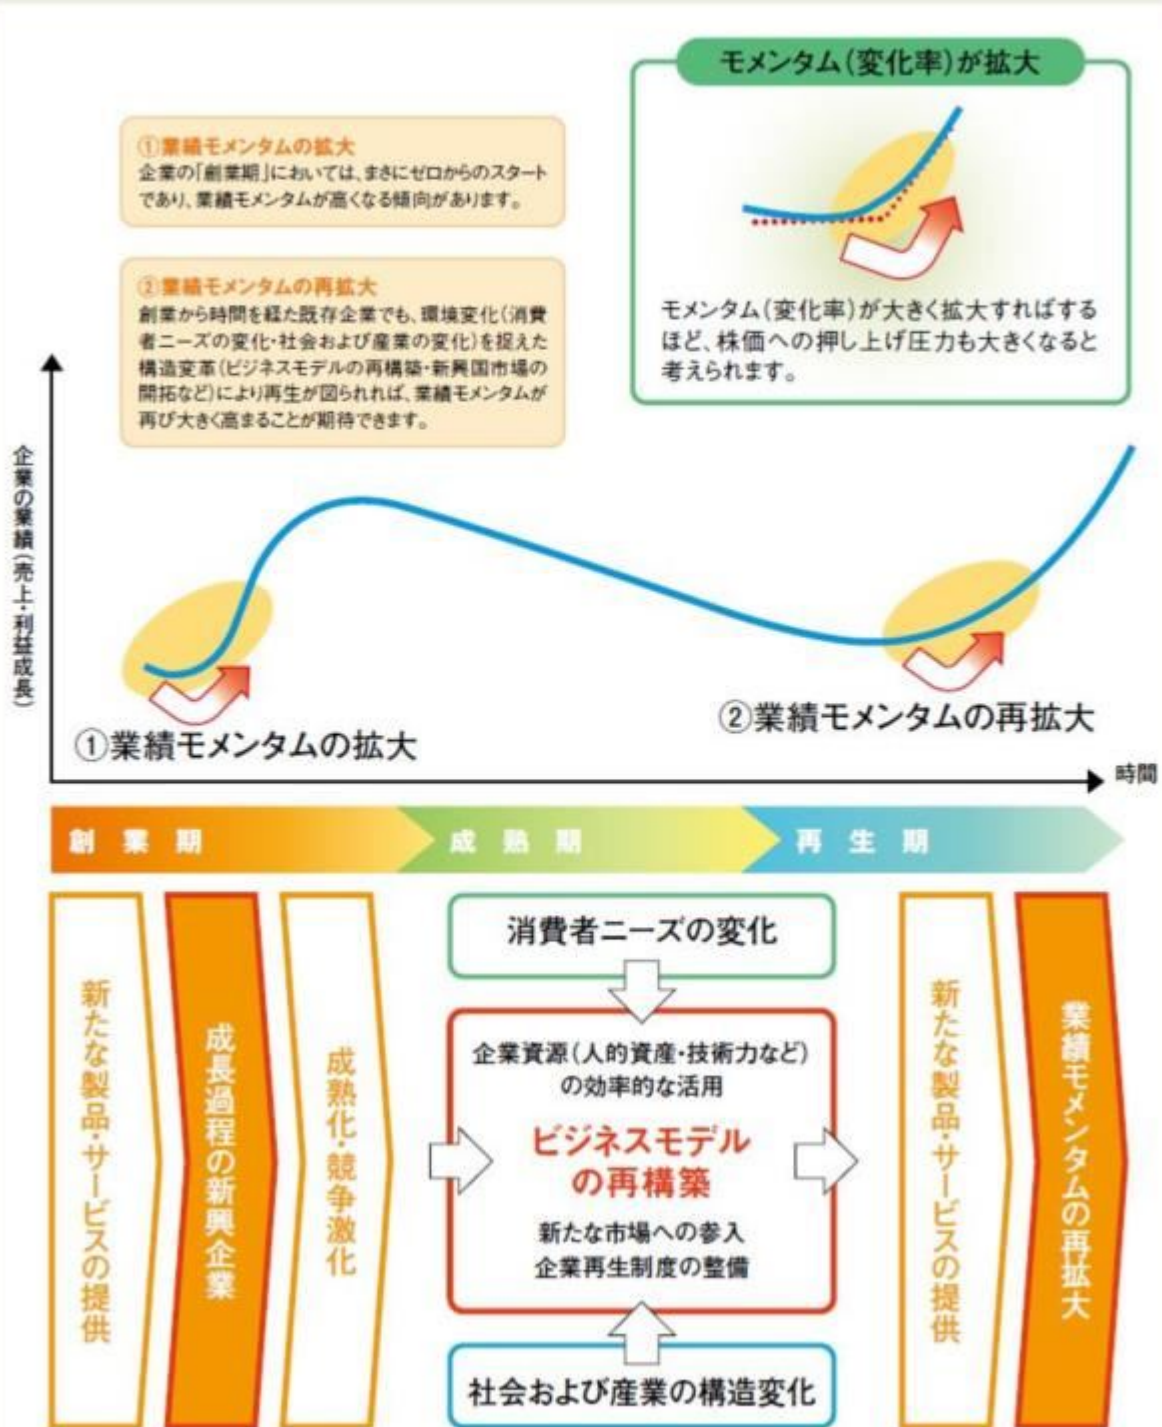 モメンタム(変化率)が拡大
①業績モメンタムの拡大
企業の「創業期」においては、まさにゼロからのスタート
であり、業績モメンタムが高くなる傾向があります。
②業績モメンタムの再拡大
創業から時間を経た既存企業でも、環境変化(消費
者ニーズの変化・社会および産業の変化)を捉えた
構造変革(ビジネスモデルの再構築・新興国市場の
開拓など)により再生が図られれば、業績モメンタムが
再び大きく高まることが期待できます。
モメンタム(変化率)が大きく拡大すればする
ほど、株価への押し上げ圧力も大きくなると
考えられます。
企業の業績(売上・利益成長)
①業績モメンタムの拡大
②業績モメンタムの再拡大
時間
創業期
成熟期
再生期
新たな製品・サービスの提供
成長過程の新興企業
成熟化・競争激化
消費者ニーズの変化
企業資源(人的資産・技術力など)
の効率的な活用
ビジネスモデル
の再構築
新たな市場への参入
企業再生制度の整備
社会および産業の構造変化
新たな製品・サービスの提供
業績モメンタムの再拡大